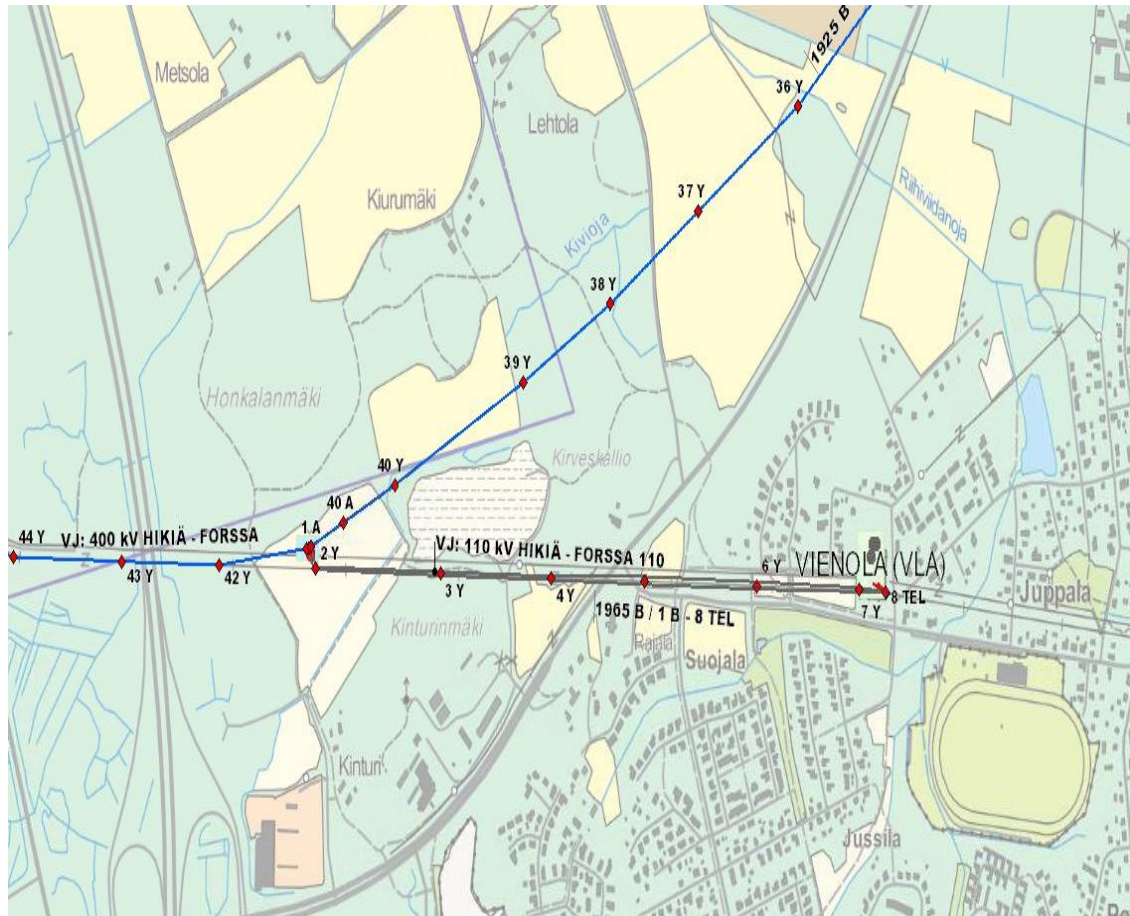 1925 B
Metsola
36 Y
Lehtola
Riihiviidanoja
Kiurumäki
37 Y
Kivioja
38 Y
39 Y
Honkalanmäki
40 Y
Kirveskallio
40 A
1 A
44 Y
VJ: 400 kV HIKIÄ - FORSSA
VJ: 110 kV HIKIÄ - FORSSA 110
2 Y
43 Y
42 Y
3 Y
4 Y
6 Y
VIENOLA (VLA)
7 Y
8 TEL
Juppala
1965 B / 1 B - 8 TEL
Kinturinmäki
Rajala
Suojala
Kinturi
Jussila